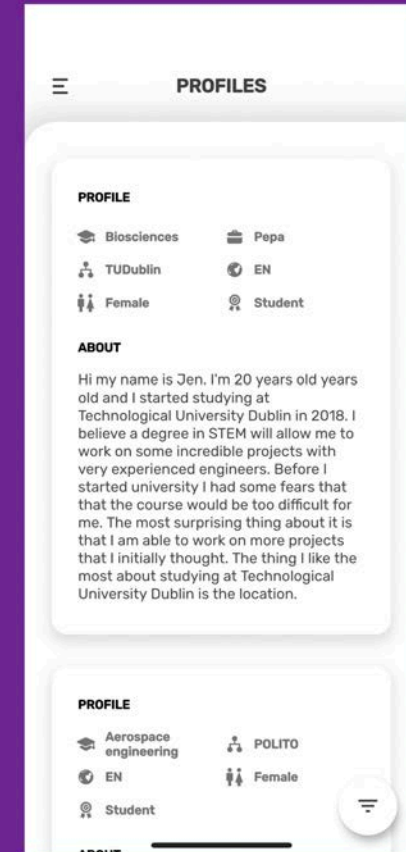 PROFILES
PROFILE
Biosciences
Pepa
TUDublin
EN
Female
Student
ABOUT
Hi my name is Jen. I'm 20 years old years
old and I started studying at
Technological University Dublin in 2018. I
believe a degree in STEM will allow me to
work on some incredible projects with
very experienced engineers. Before I
started university I had some fears that
that the course would be too difficult for
me. The most surprising thing about it is
that I am able to work on more projects
that I initially thought. The thing I like the
most about studying at Technological
University Dublin is the location.
PROFILE
Aerospace
engineering
POLITO
EN
Female
Student
ABOUT